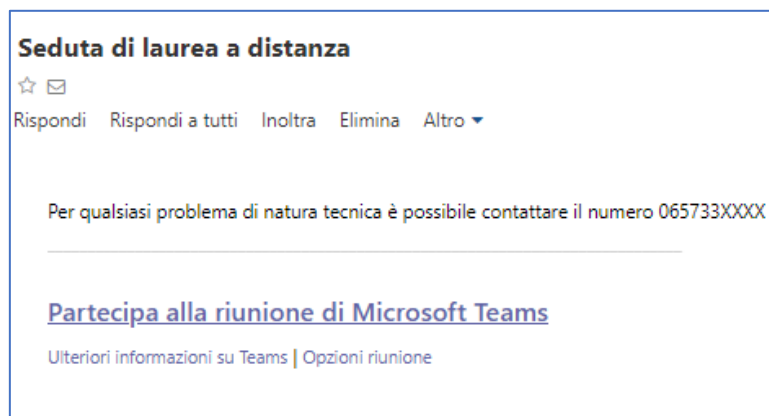 Seduta di laurea a distanza
Rispondi Rispondi a tutti Inoltra Elimina Altro
Per qualsiasi problema di natura tecnica è possibile contattare il numero 065733XXXX
Partecipa alla riunione di Microsoft Teams
Ulteriori informazioni su Teams | Opzioni riunione